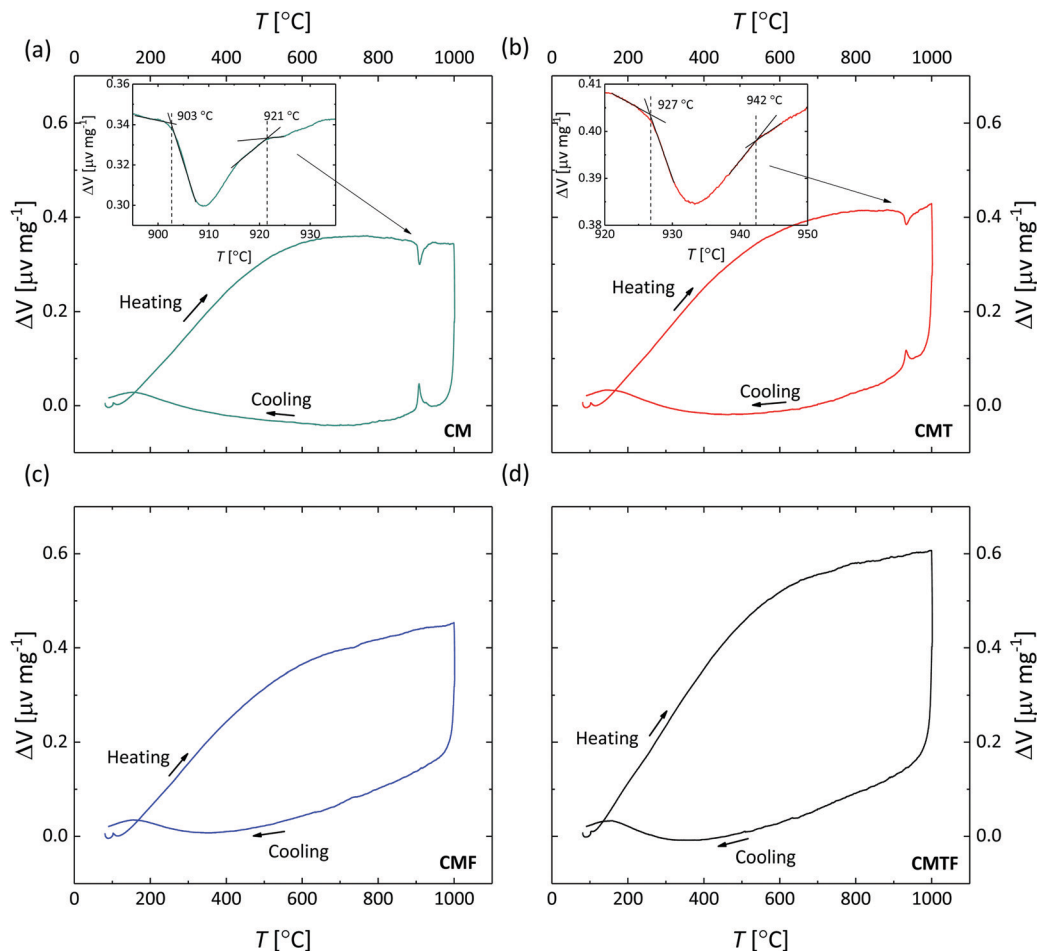 T [°C]
T [°C]
(a)
0 200 400 600 800 1000
(b)
0 200 400 600 800 1000
0.36
0.34
0.32
0.30
ΔV [μv mg⁻¹]
903 °C
921 °C
900 910 920 930
T [°C]
0.41
0.40
0.39
0.38
ΔV [μv mg⁻¹]
927 °C
942 °C
920 930 940 950
T [°C]
0.6
0.4
0.2
0.0
ΔV [μv mg⁻¹]
Heating
Cooling
CM
Heating
Cooling
CMT
0.6
0.4
0.2
0.0
ΔV [μv mg⁻¹]
(c)
(d)
0.6
0.4
0.2
0.0
ΔV [μv mg⁻¹]
Heating
Cooling
CMF
Heating
Cooling
CMTF
0.6
0.4
0.2
0.0
ΔV [μv mg⁻¹]
0 200 400 600 800 1000
0 200 400 600 800 1000
T [°C]
T [°C]